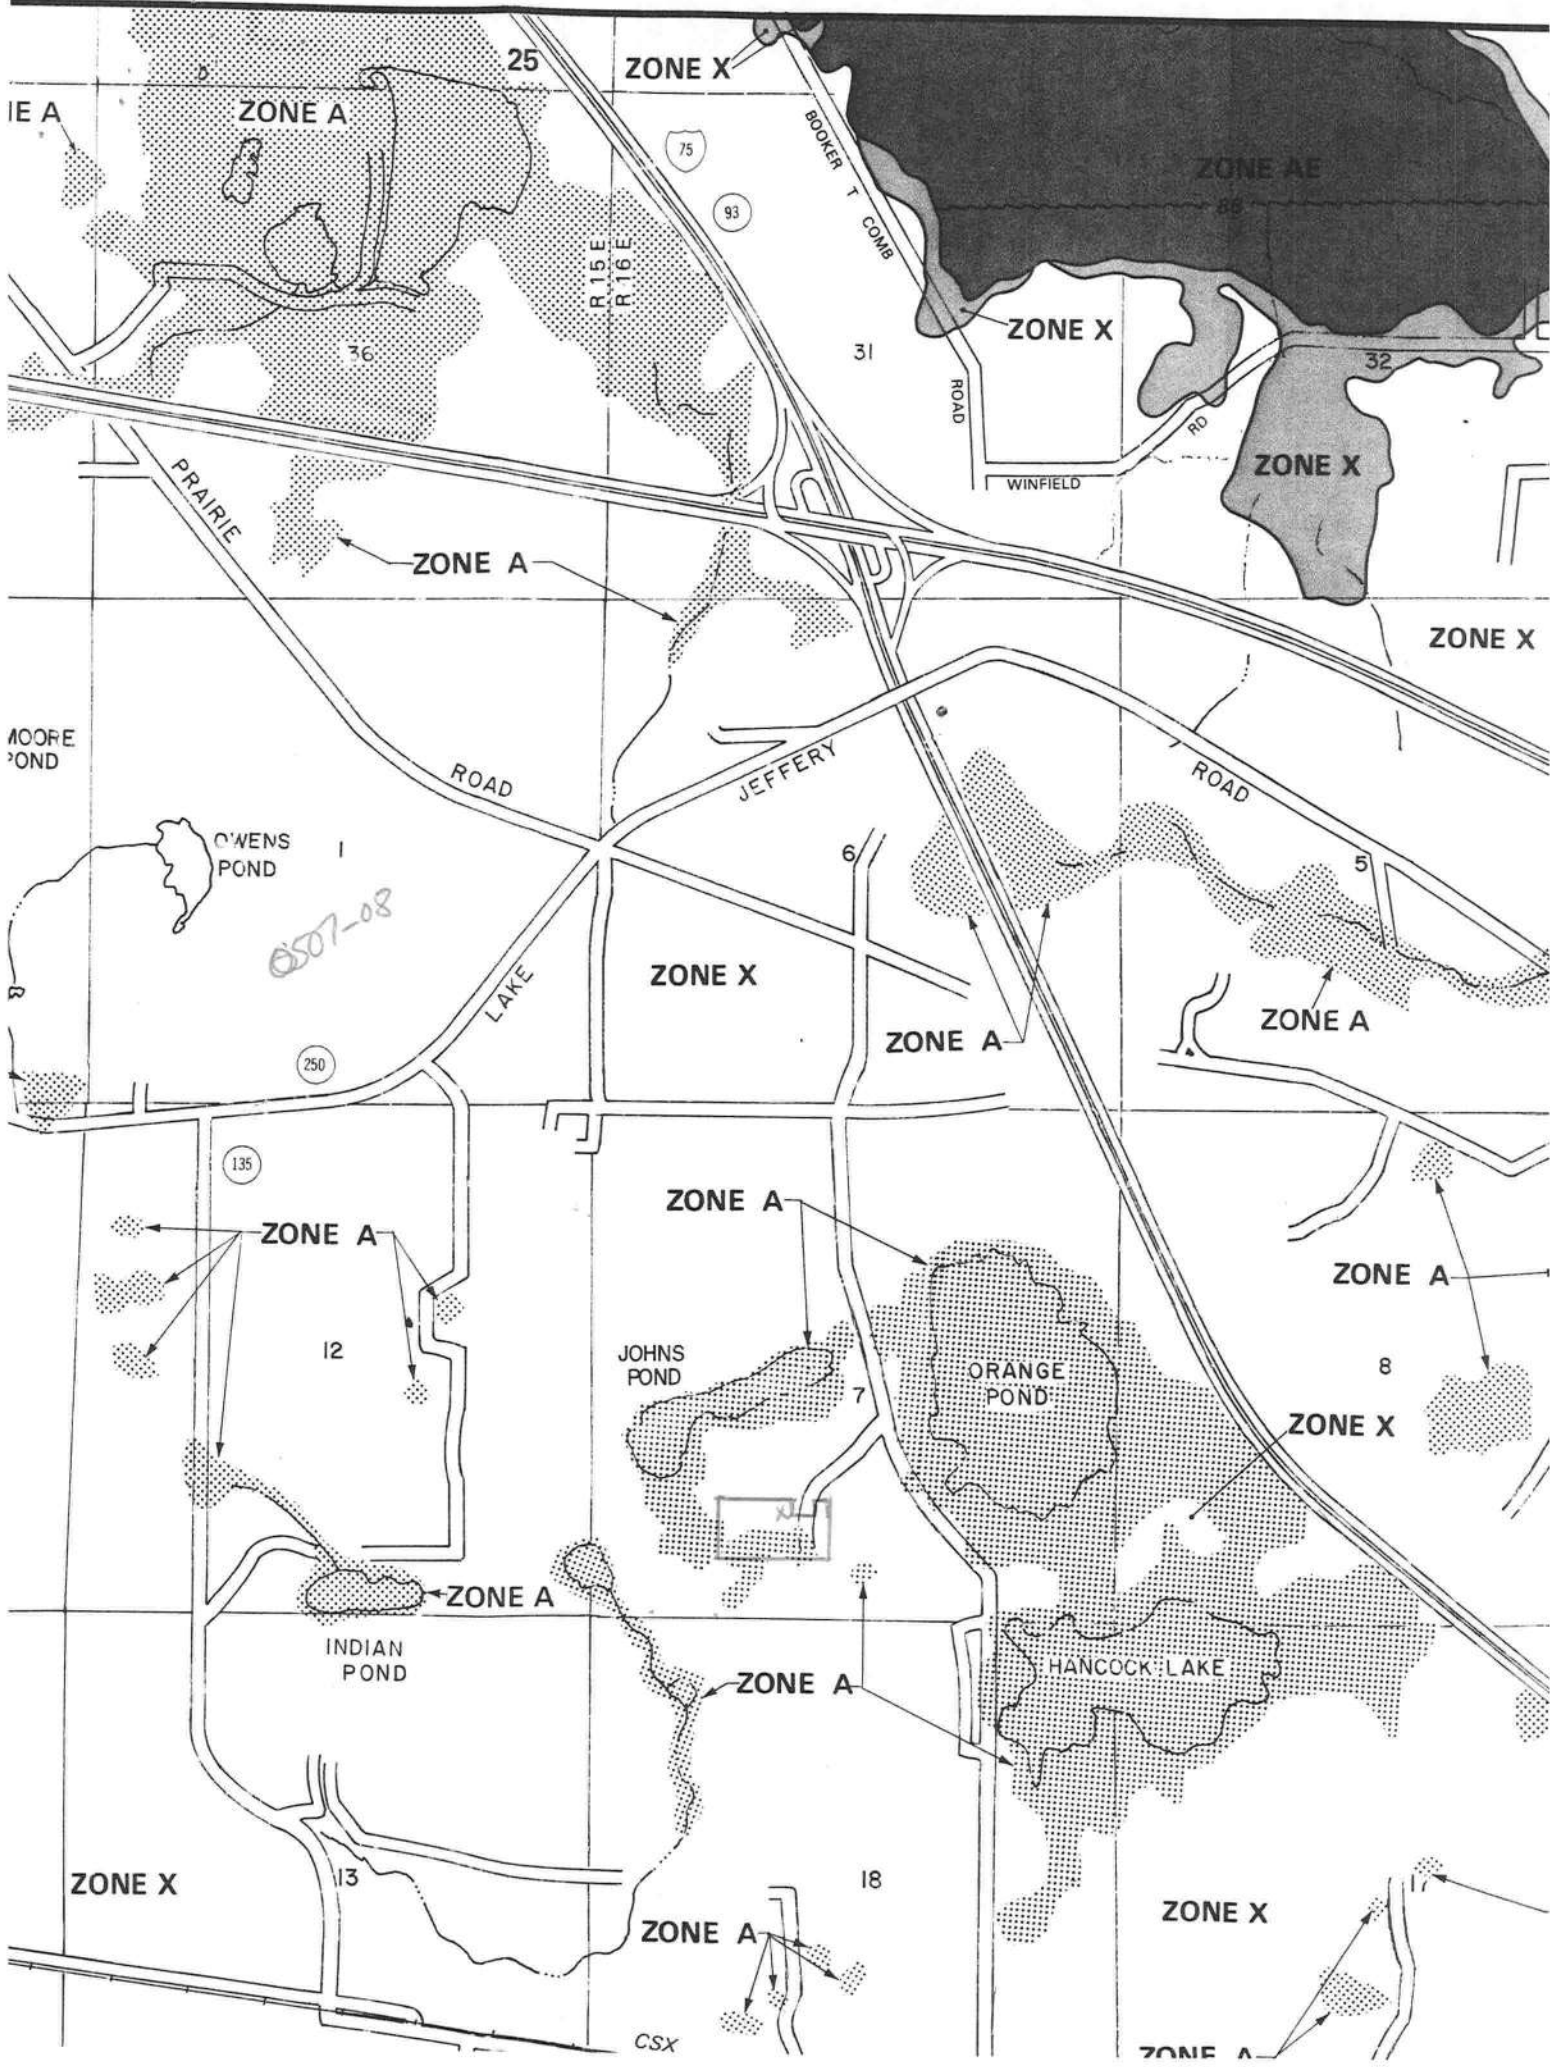 25
ZONE X
ZONE A
IE A
75
BOOKER T COMB
ROAD
ZONE AE
88
93
R 15 E
R 16 E
ZONE X
31
36
32
RD
WINFIELD
ZONE X
PRAIRIE
ROAD
ZONE A
ZONE X
MOORE
POND
JEFFERY
ROAD
OWENS
POND
1
6
5
0507-08
LAKE
ZONE X
ZONE A
ZONE A
250
135
ZONE A
ZONE A
ZONE A
12
JOHNS
POND
7
ORANGE
POND
8
ZONE X
ZONE A
INDIAN
POND
ZONE A
HANCOCK LAKE
ZONE X
13
18
17
ZONE X
ZONE A
CSX
ZONE A